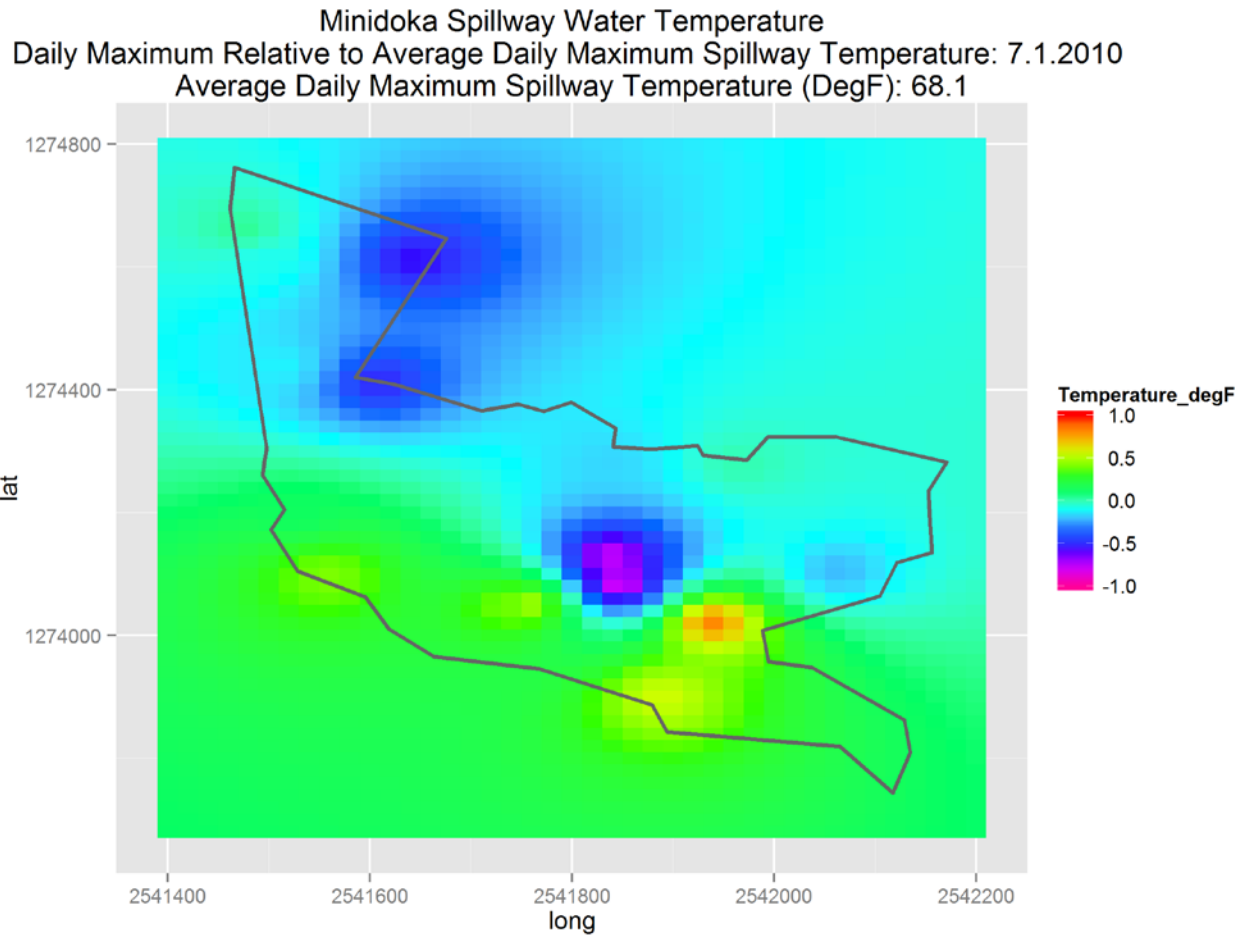 Minidoka Spillway Water Temperature
Daily Maximum Relative to Average Daily Maximum Spillway Temperature: 7.1.2010
Average Daily Maximum Spillway Temperature (DegF): 68.1
1274800
1274400
1274000
lat
2541400 2541600 2541800 2542000 2542200
long
Temperature_degF
1.0
0.5
0.0
-0.5
-1.0